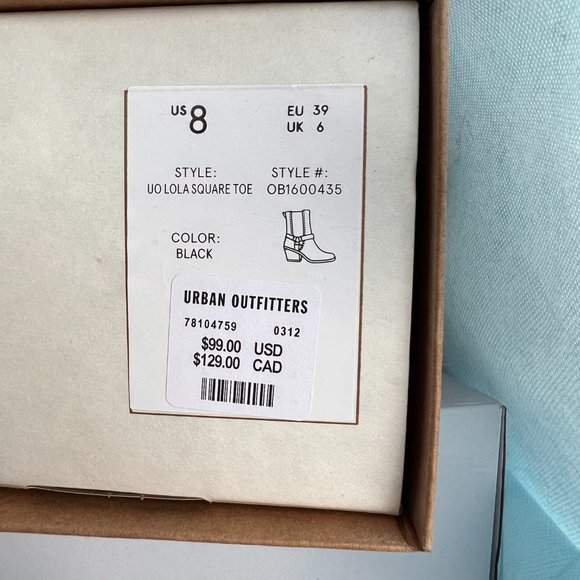 US 8
EU 39
UK 6
STYLE:
UO LOLA SQUARE TOE
STYLE #:
OB1600435
COLOR:
BLACK
URBAN OUTFITTERS
78104759 0312
$99.00 USD
$129.00 CAD